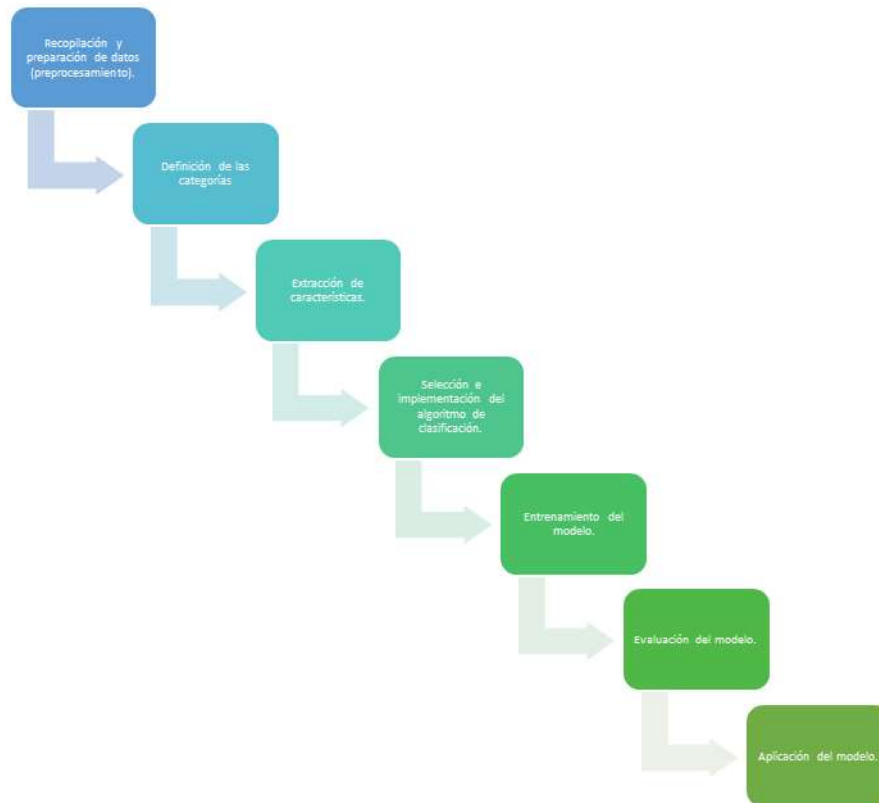 Recopilación y
preparación de datos
(preprocesamiento).
Definición de las
categorías
Extracción de
características.
Selección e
implementación del
algoritmo de
clasificación.
Entrenamiento del
modelo.
Evaluación del modelo.
Aplicación del modelo.